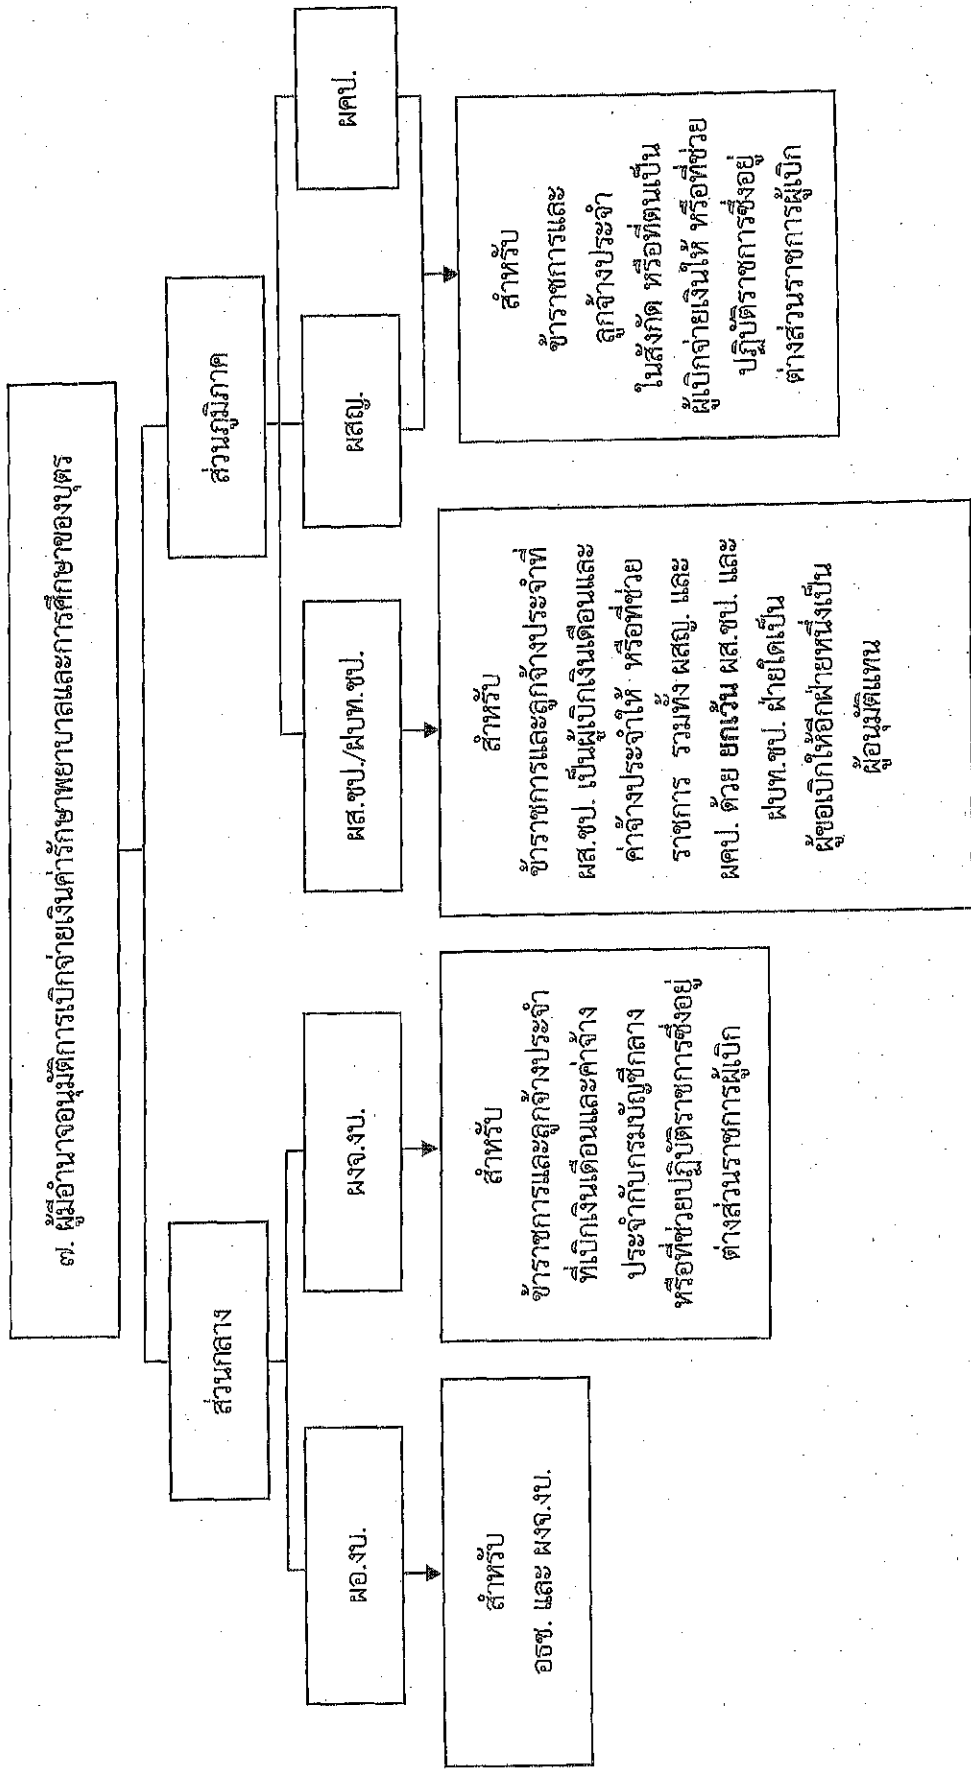 ๗. ผู้มีอำนาจอนุมัติการเบิกจ่ายเงินค่ารักษาพยาบาลและการศึกษาของบุตร
ส่วนกลาง
ส่วนภูมิภาค
ผอ.งบ.
ผงจ.งบ.
ผส.ชป./ฝบท.ชป.
ผสญ.
ผคป.
สำหรับ
อธช. และ ผงจ.งบ.
สำหรับ
ข้าราชการและลูกจ้างประจำ
ที่เบิกเงินเดือนและค่าจ้าง
ประจำกับกรมบัญชีกลาง
หรือที่ช่วยปฏิบัติราชการซึ่งอยู่
ต่างส่วนราชการผู้เบิก
สำหรับ
ข้าราชการและลูกจ้างประจำที่
ผส.ชป. เป็นผู้เบิกเงินเดือนและ
ค่าจ้างประจำให้ หรือที่ช่วย
ราชการ รวมทั้ง ผสญ. และ
ผคป. ด้วย ยกเว้น ผส.ชป. และ
ฝบท.ชป. ฝ่ายใดเป็น
ผู้ขอเบิกให้อีกฝ่ายหนึ่งเป็น
ผู้อนุมัติแทน
สำหรับ
ข้าราชการและ
ลูกจ้างประจำ
ในสังกัด หรือที่ตนเป็น
ผู้เบิกจ่ายเงินให้ หรือที่ช่วย
ปฏิบัติราชการซึ่งอยู่
ต่างส่วนราชการผู้เบิก